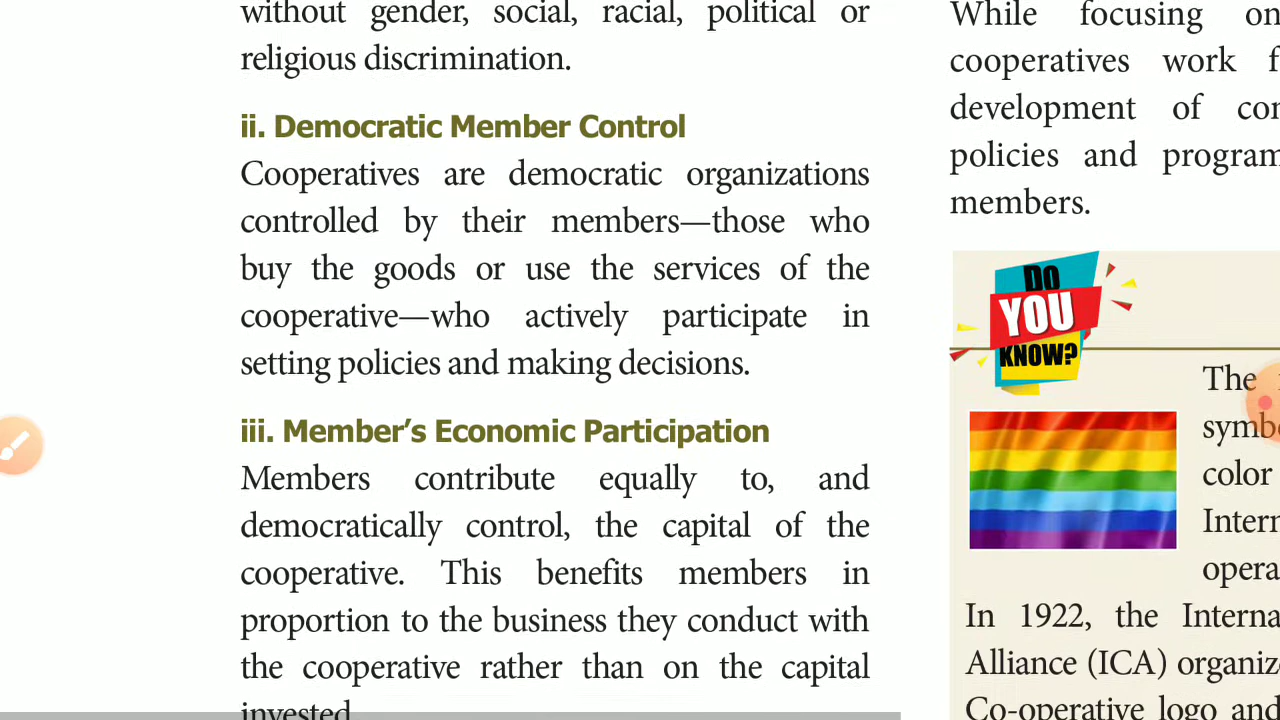 without gender, social, racial, political or
religious discrimination.
ii. Democratic Member Control
Cooperatives are democratic organizations
controlled by their members—those who
buy the goods or use the services of the
cooperative—who actively participate in
setting policies and making decisions.
iii. Member’s Economic Participation
Members contribute equally to, and
democratically control, the capital of the
cooperative. This benefits members in
proportion to the business they conduct with
the cooperative rather than on the capital
invested
While focusing on
cooperatives work
development of
policies and
members.
DO
YOU
KNOW?
The
color
In 1922, the
Alliance (ICA)
Co-operative logo and